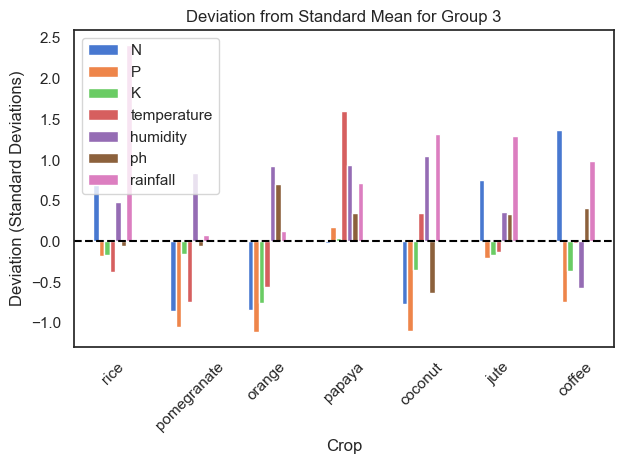 Deviation from Standard Mean for Group 3
Deviation (Standard Deviations)
2.5
2.0
1.5
1.0
0.5
0.0
−0.5
−1.0
N
P
K
temperature
humidity
ph
rainfall
rice
pomegranate
orange
papaya
coconut
jute
coffee
Crop